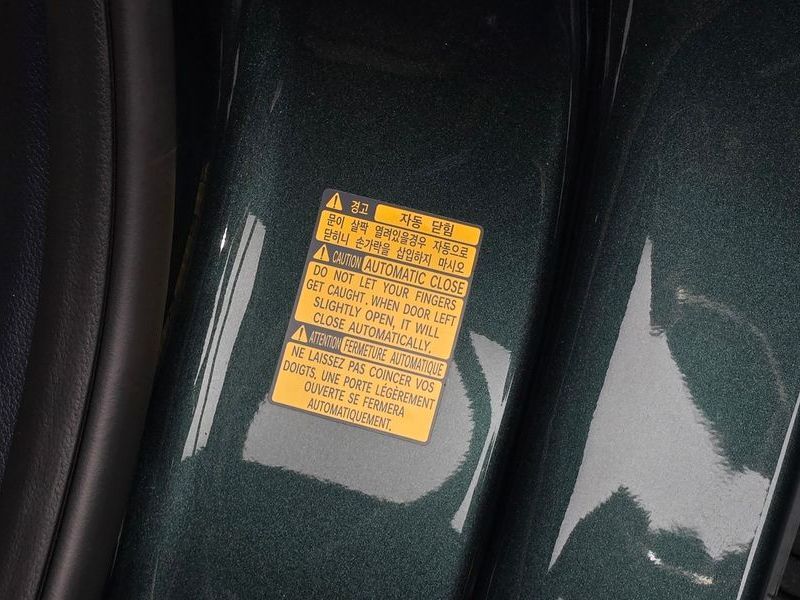 경고 자동 닫힘
문이 살짝 열려있을경우 자동으로
닫히니 손가락을 삽입하지 마시오
CAUTION AUTOMATIC CLOSE
DO NOT LET YOUR FINGERS
GET CAUGHT. WHEN DOOR LEFT
SLIGHTLY OPEN, IT WILL
CLOSE AUTOMATICALLY.
ATTENTION FERMETURE AUTOMATIQUE
NE LAISSEZ PAS COINCER VOS
DOIGTS. UNE PORTE LÉGÈREMENT
OUVERTE SE FERMERA
AUTOMATIQUEMENT.